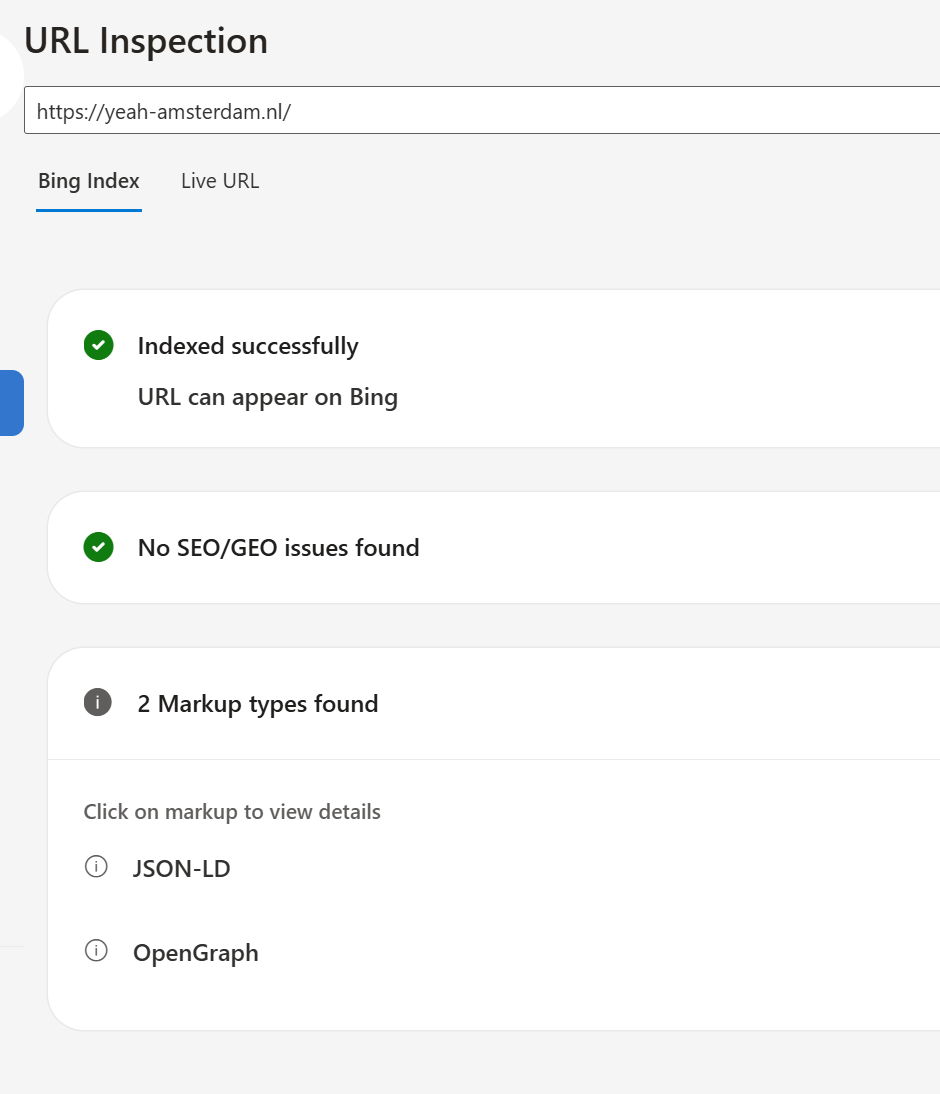 URL Inspection
https://yeah-amsterdam.nl/
Bing Index Live URL
Indexed successfully
URL can appear on Bing
No SEO/GEO issues found
2 Markup types found
Click on markup to view details
JSON-LD
OpenGraph